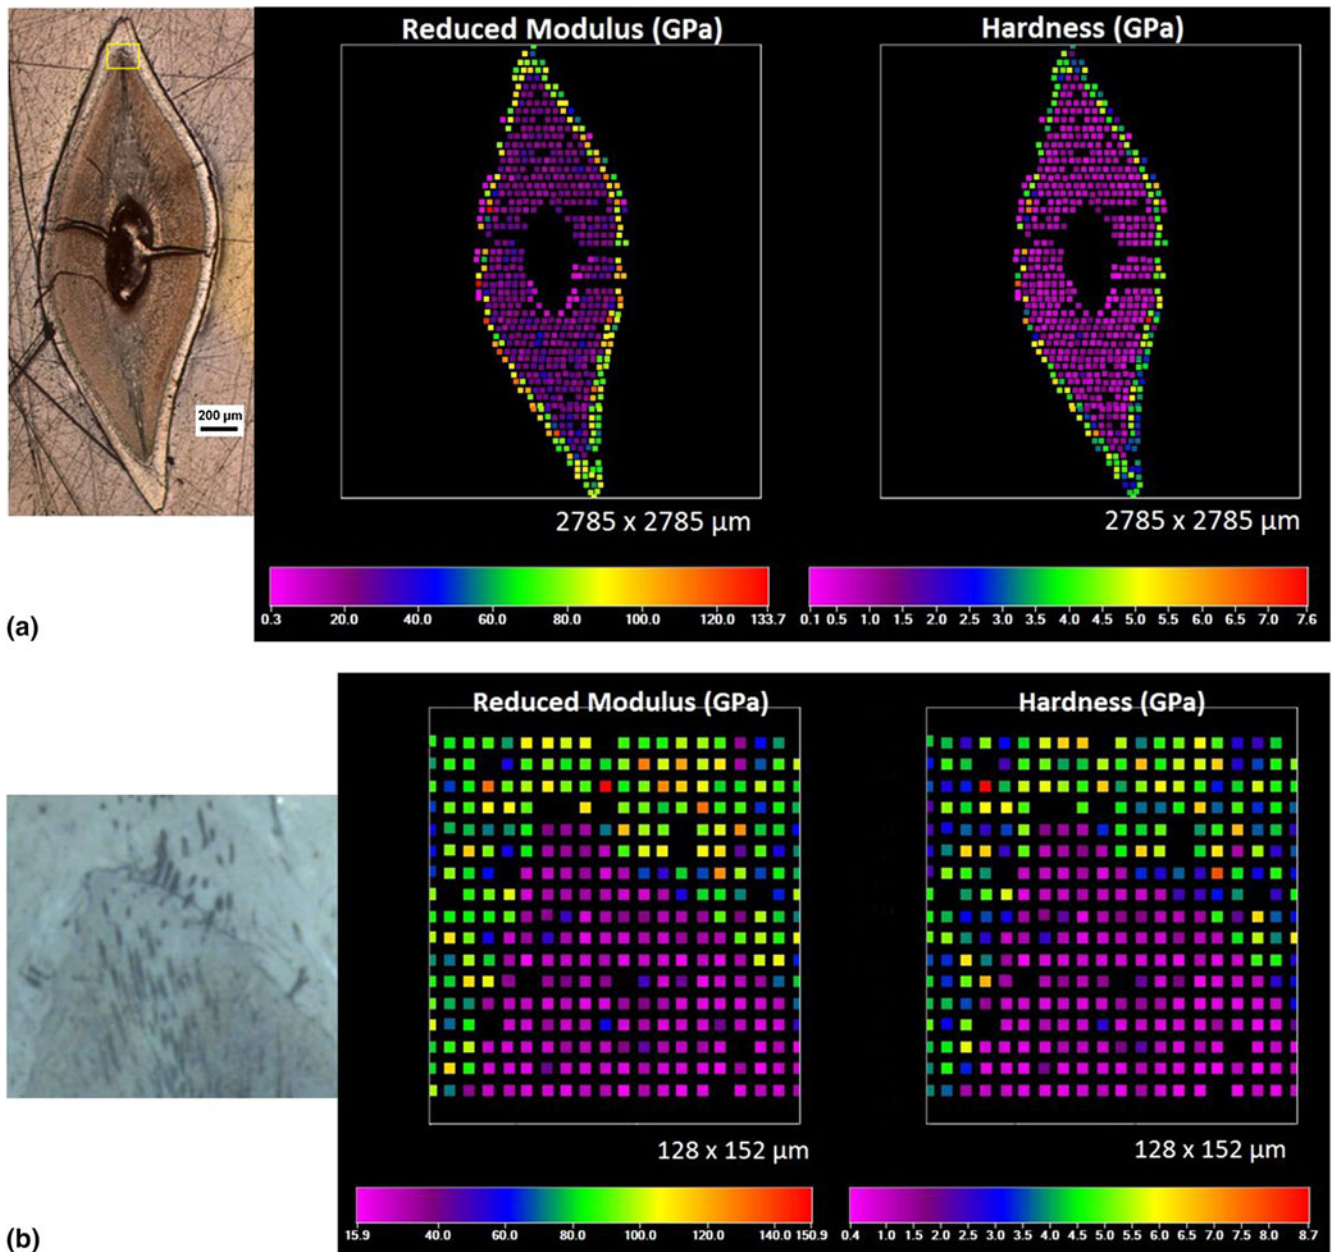 Reduced Modulus (GPa)
Hardness (GPa)
200 µm
2785 x 2785 µm
2785 x 2785 µm
0.3 20.0 40.0 60.0 80.0 100.0 120.0 133.7
0.1 0.5 1.0 1.5 2.0 2.5 3.0 3.5 4.0 4.5 5.0 5.5 6.0 6.5 7.0 7.6
(a)
Reduced Modulus (GPa)
Hardness (GPa)
128 x 152 µm
128 x 152 µm
15.9 40.0 60.0 80.0 100.0 120.0 140.0 150.9
0.4 1.0 1.5 2.0 2.5 3.0 3.5 4.0 4.5 5.0 5.5 6.0 6.5 7.0 7.5 8.0 8.7
(b)